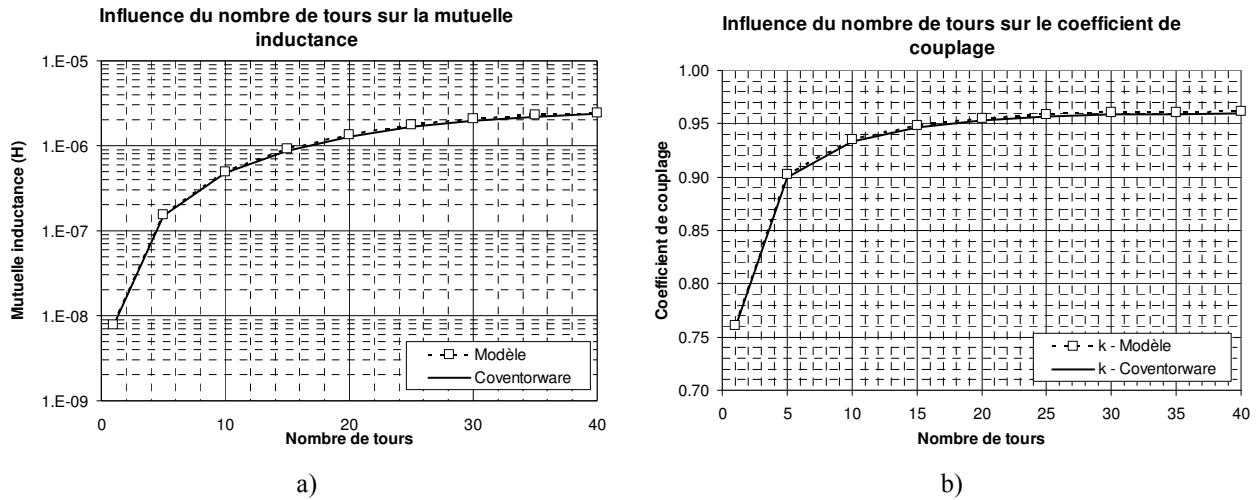 Influence du nombre de tours sur la mutuelle
inductance
Mutuelle inductance (H)
1.E-05
1.E-06
1.E-07
1.E-08
1.E-09
Modèle
Coventorware
0 10 20 30 40
Nombre de tours
a)
Influence du nombre de tours sur le coefficient de
couplage
Coefficient de couplage
1.00
0.95
0.90
0.85
0.80
0.75
0.70
k - Modèle
k - Coventorware
0 5 10 15 20 25 30 35 40
Nombre de tours
b)